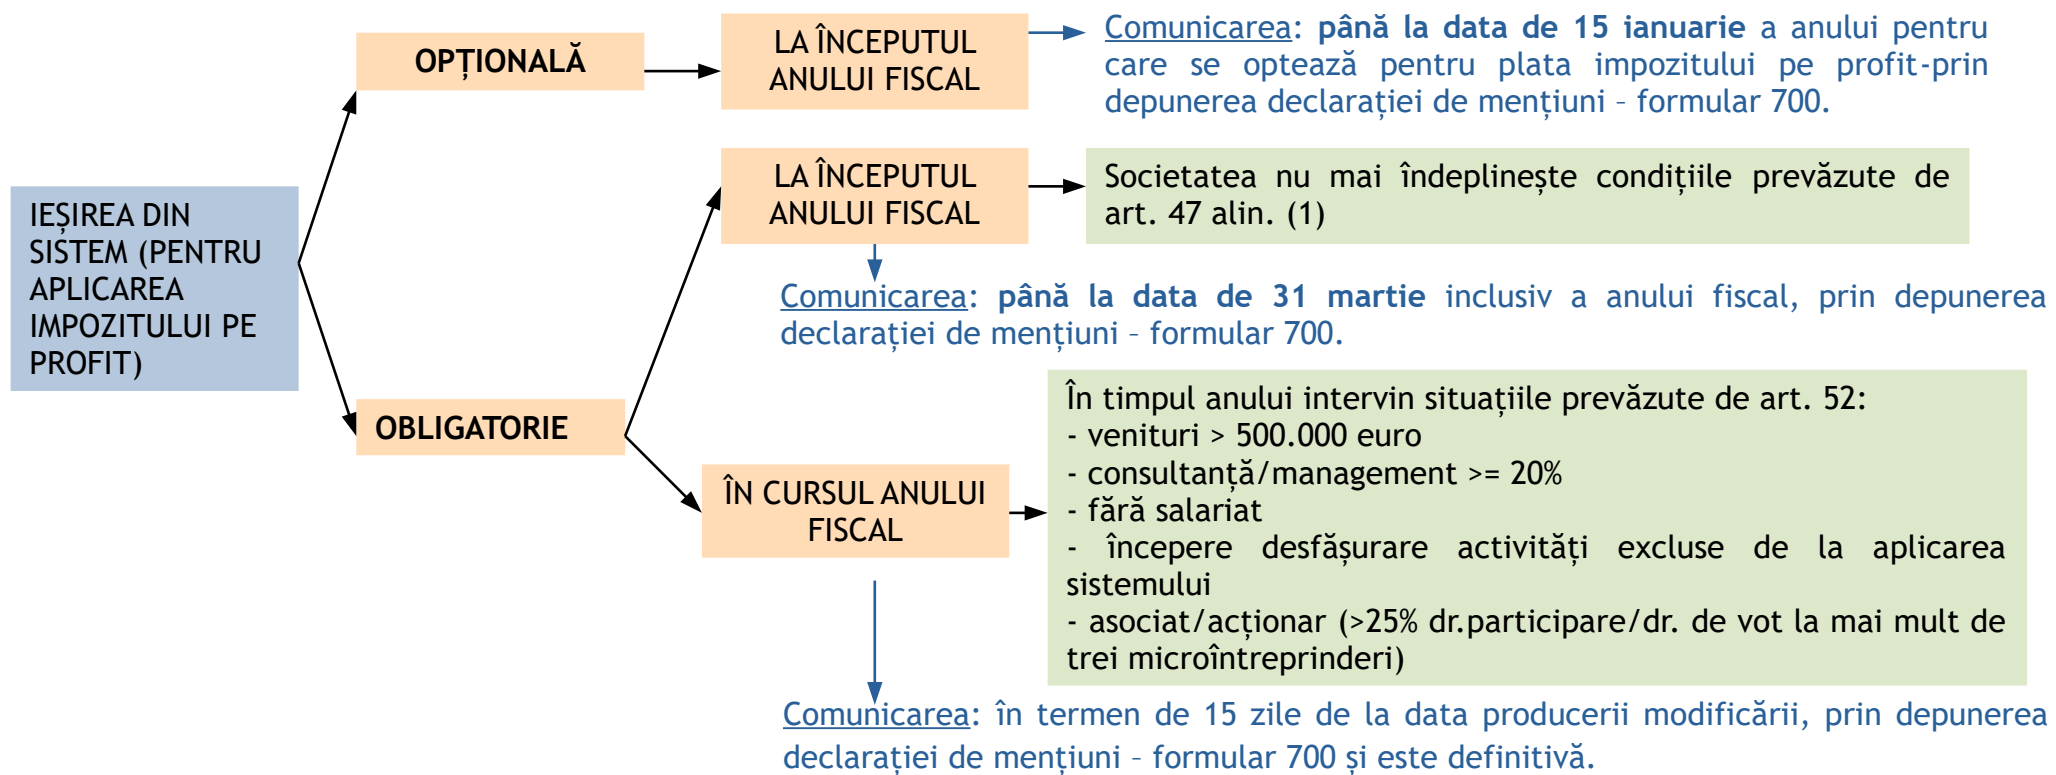 OPȚIONALĂ
LA ÎNCEPUTUL
ANULUI FISCAL
Comunicarea: până la data de 15 ianuarie a anului pentru
care se optează pentru plata impozitului pe profit-prin
depunerea declarației de mențiuni – formular 700.
IEȘIREA DIN
SISTEM (PENTRU
APLICAREA
IMPOZITULUI PE
PROFIT)
LA ÎNCEPUTUL
ANULUI FISCAL
Societatea nu mai îndeplinește condițiile prevăzute de
art. 47 alin. (1)
Comunicarea: până la data de 31 martie inclusiv a anului fiscal, prin depunerea
declarației de mențiuni – formular 700.
OBLIGATORIE
ÎN CURSUL ANULUI
FISCAL
În timpul anului intervin situațiile prevăzute de art. 52:
- venituri > 500.000 euro
- consultanță/management >= 20%
- fără salariat
- începere desfășurare activități excluse de la aplicarea
sistemului
- asociat/acționar (>25% dr.participare/dr. de vot la mai mult de
trei microîntreprinderi)
Comunicarea: în termen de 15 zile de la data producerii modificării, prin depunerea
declarației de mențiuni – formular 700 și este definitivă.